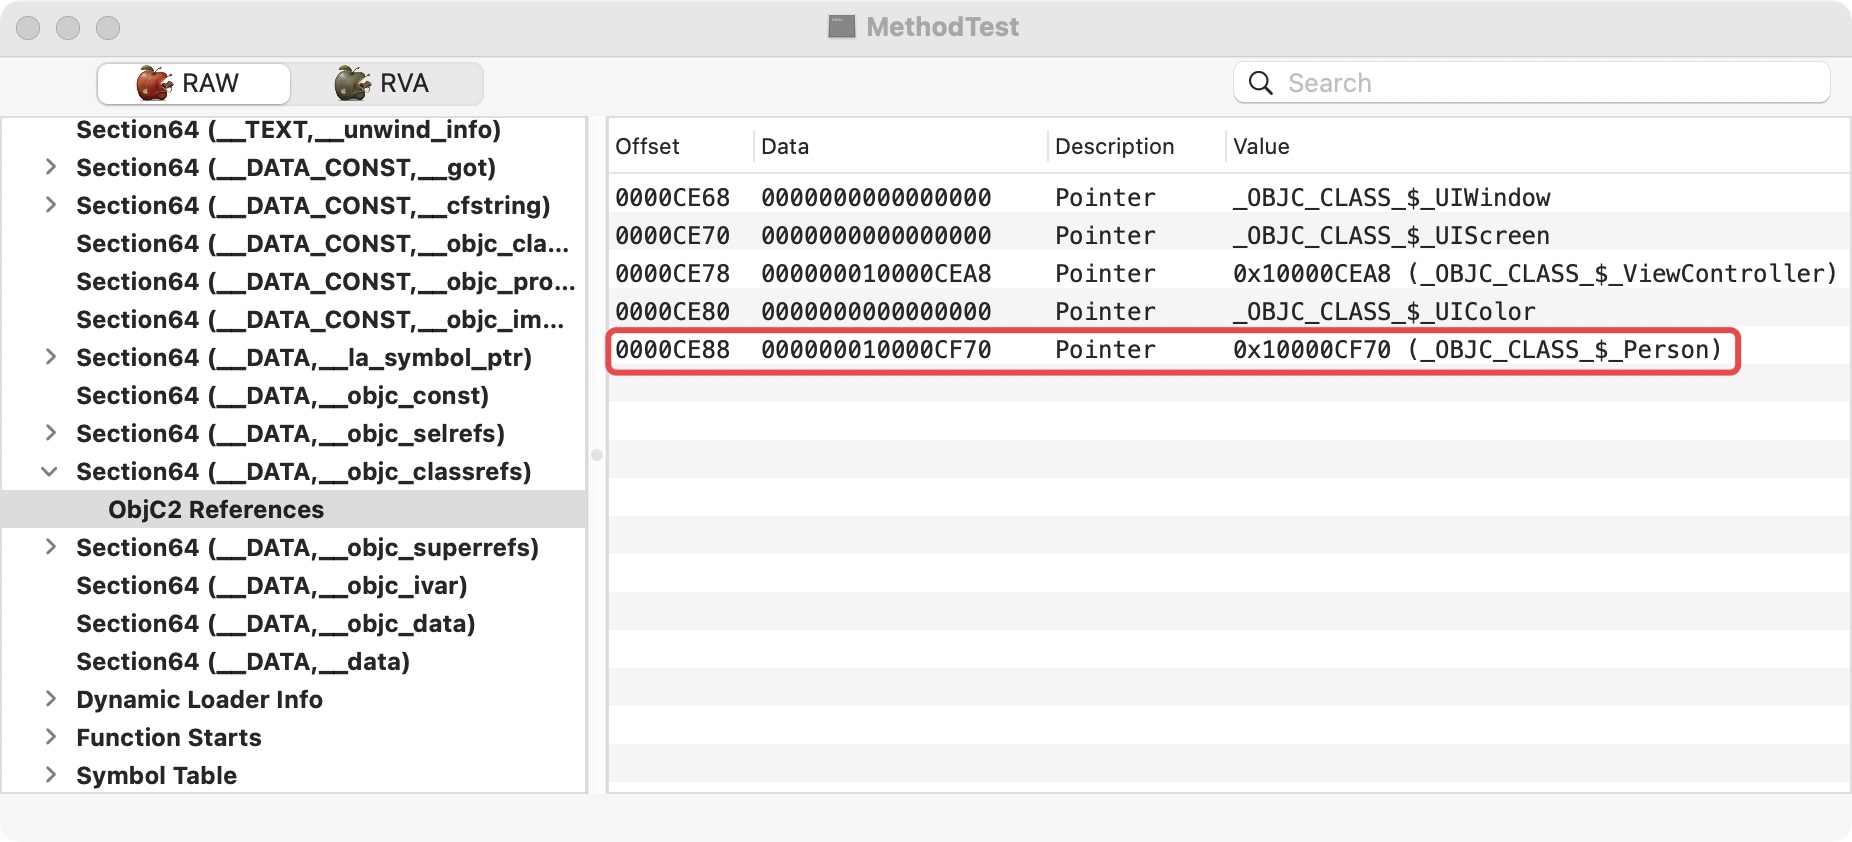 MethodTest
RAW RVA
Search
Section64 (__TEXT,__unwind_info)
Section64 (__DATA_CONST,__got)
Section64 (__DATA_CONST,__cfstring)
Section64 (__DATA_CONST,__objc_cla...
Section64 (__DATA_CONST,__objc_pro...
Section64 (__DATA_CONST,__objc_im...
Section64 (__DATA,__la_symbol_ptr)
Section64 (__DATA,__objc_const)
Section64 (__DATA,__objc_selrefs)
Section64 (__DATA,__objc_classrefs)
ObjC2 References
Section64 (__DATA,__objc_superrefs)
Section64 (__DATA,__objc_ivar)
Section64 (__DATA,__objc_data)
Section64 (__DATA,__data)
Dynamic Loader Info
Function Starts
Symbol Table
Offset Data Description Value
0000CE68 0000000000000000 Pointer _OBJC_CLASS_$_UIWindow
0000CE70 0000000000000000 Pointer _OBJC_CLASS_$_UIScreen
0000CE78 000000010000CEA8 Pointer 0x10000CEA8 (_OBJC_CLASS_$_ViewController)
0000CE80 0000000000000000 Pointer _OBJC_CLASS_$_UIColor
0000CE88 000000010000CF70 Pointer 0x10000CF70 (_OBJC_CLASS_$_Person)